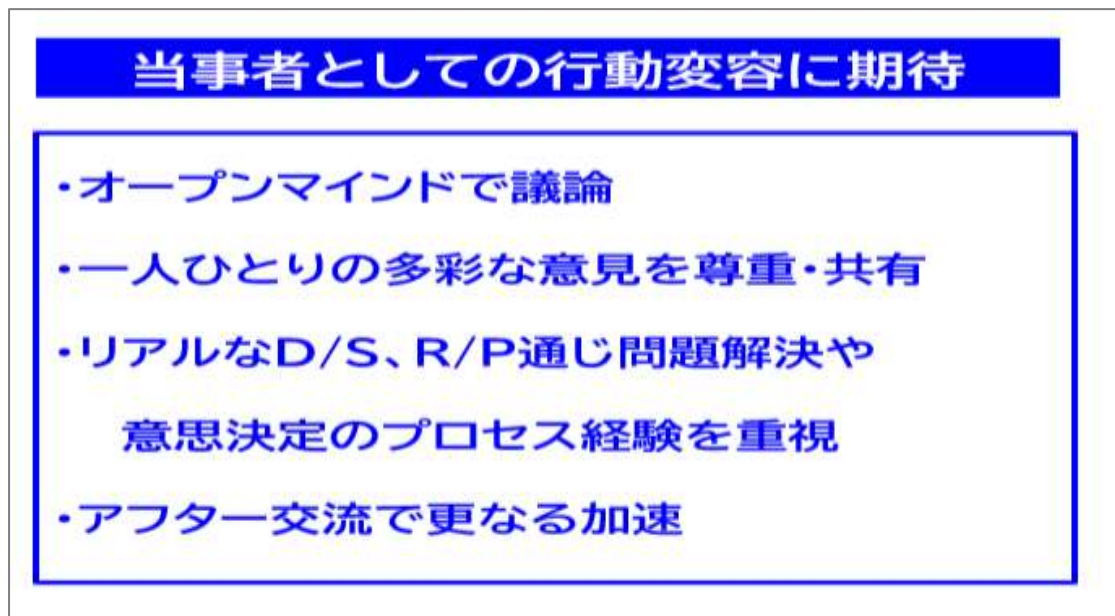 当事者としての行動変容に期待
・オープンマインドで議論
・一人ひとりの多彩な意見を尊重・共有
・リアルなD/S、R/P通じ問題解決や
意思決定のプロセス経験を重視
・アフター交流で更なる加速